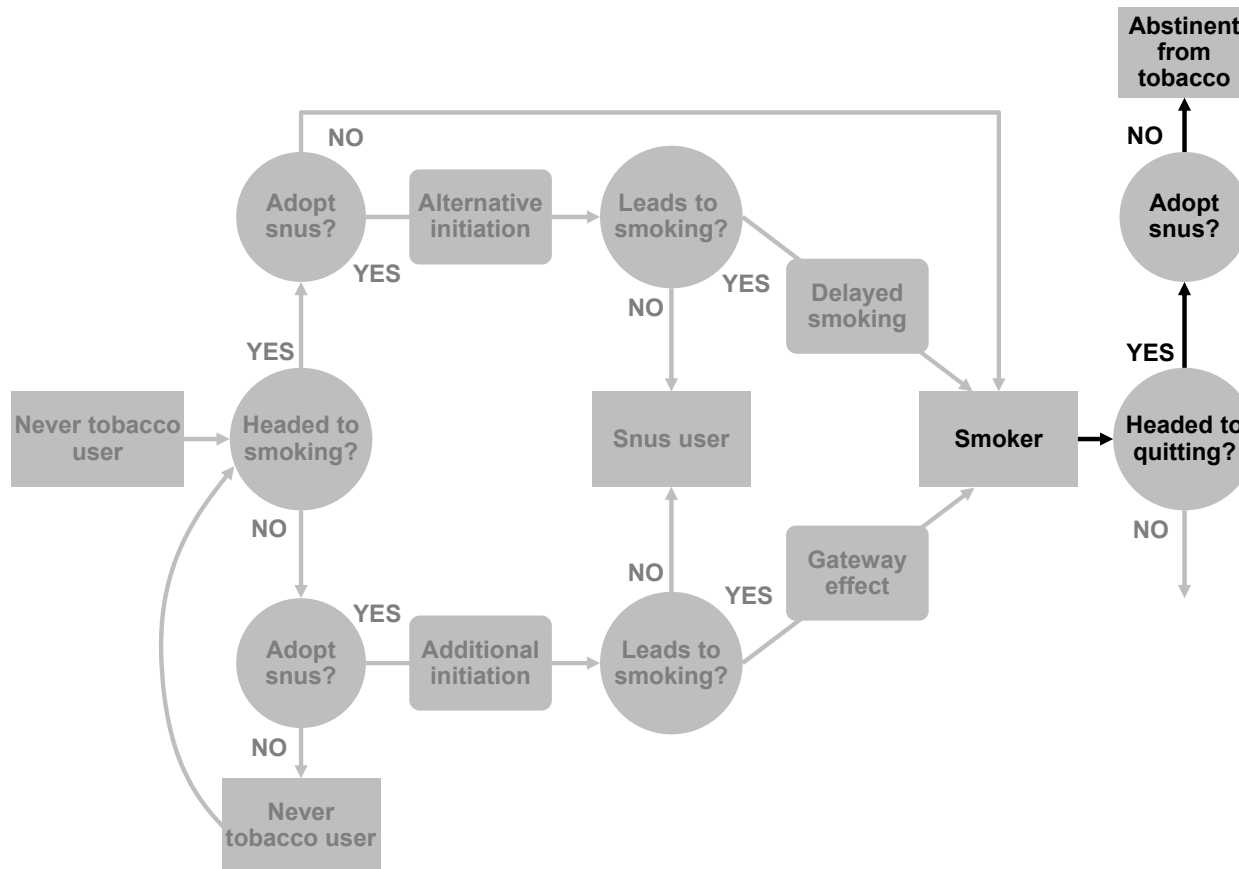 Abstinent
from
tobacco
NO
NO
Adopt
snus?
YES
Alternative
initiation
Leads to
smoking?
YES
NO
Delayed
smoking
Adopt
snus?
YES
YES
Never tobacco
user
Headed to
smoking?
Snus user
Smoker
Headed to
quitting?
NO
NO
NO
YES
Gateway
effect
Adopt
snus?
YES
Additional
initiation
Leads to
smoking?
NO
Never
tobacco user